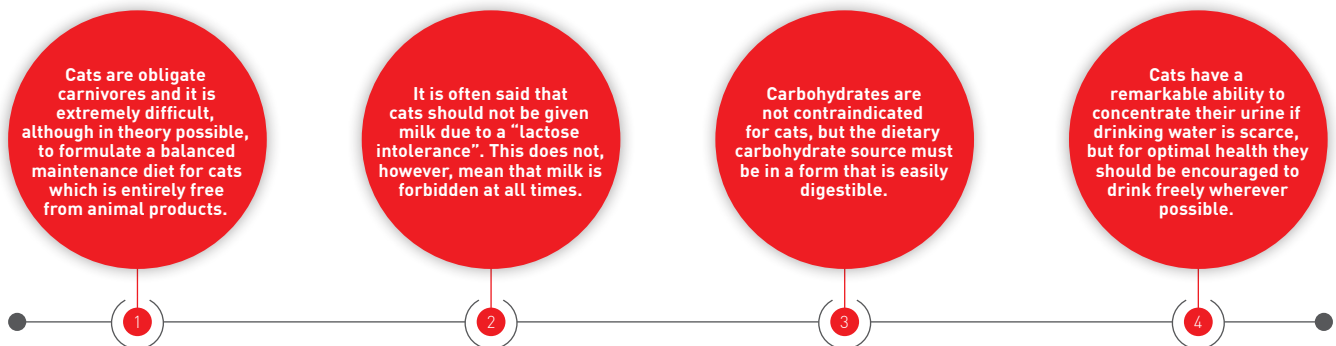 Cats are obligate
carnivores and it is
extremely difficult,
although in theory possible,
to formulate a balanced
maintenance diet for cats
which is entirely free
from animal products.
1
It is often said that
cats should not be given
milk due to a “lactose
intolerance”. This does not,
however, mean that milk is
forbidden at all times.
2
Carbohydrates are
not contraindicated
for cats, but the dietary
carbohydrate source must
be in a form that is easily
digestible.
3
Cats have a
remarkable ability to
concentrate their urine if
drinking water is scarce,
but for optimal health they
should be encouraged to
drink freely wherever
possible.
4